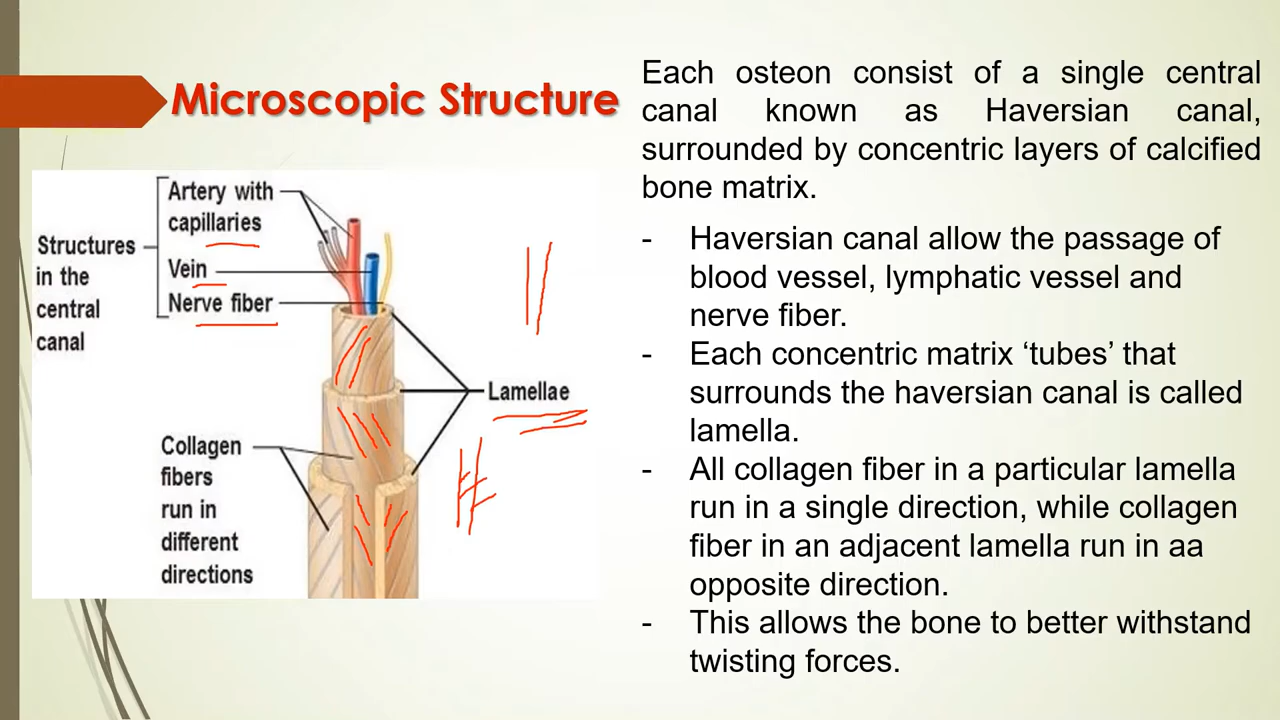 Microscopic Structure
Each osteon consist of a single central
canal known as Haversian canal,
surrounded by concentric layers of calcified
bone matrix.
- Haversian canal allow the passage of
blood vessel, lymphatic vessel and
nerve fiber.
- Each concentric matrix ‘tubes’ that
surrounds the haversian canal is called
lamella.
- All collagen fiber in a particular lamella
run in a single direction, while collagen
fiber in an adjacent lamella run in aa
opposite direction.
- This allows the bone to better withstand
twisting forces.
Structures
in the
central
canal
Artery with
capillaries
Vein
Nerve fiber
Lamellae
Collagen
fibers
run in
different
directions